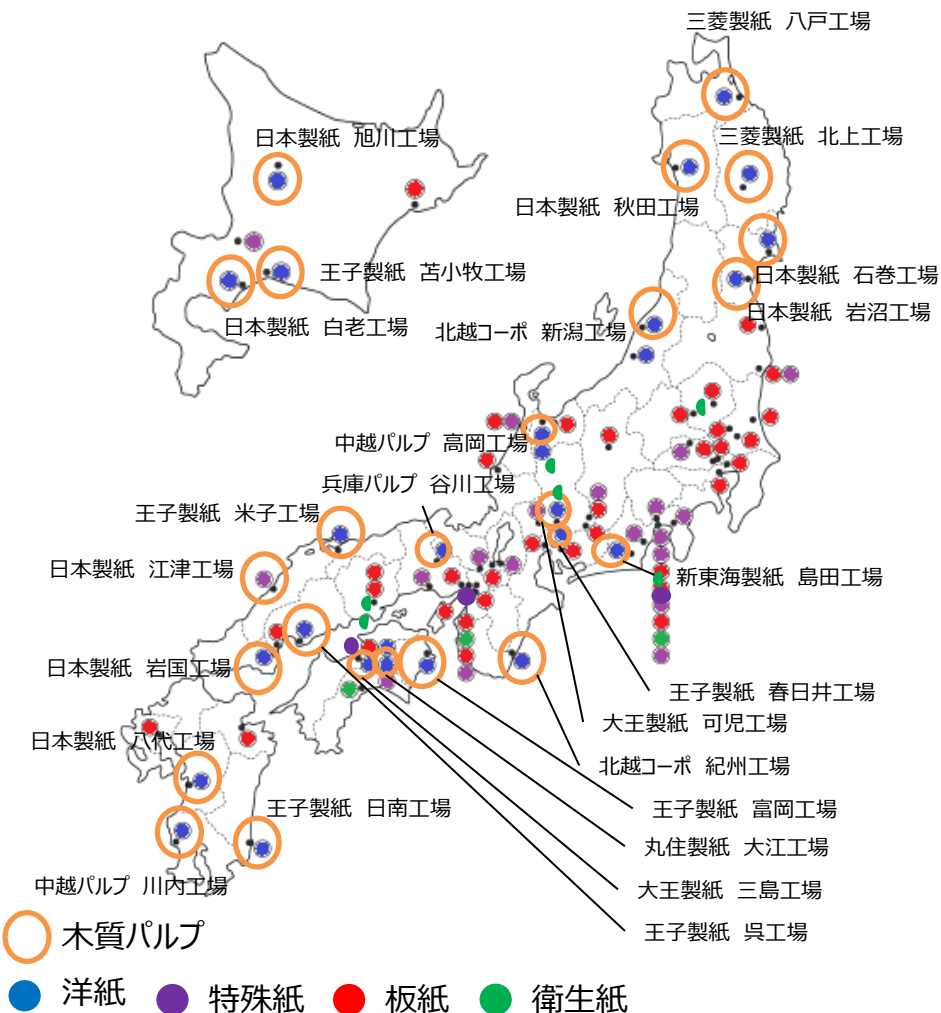 三菱製紙 八戸工場
日本製紙 旭川工場
三菱製紙 北上工場
日本製紙 秋田工場
王子製紙 苫小牧工場
日本製紙 石巻工場
日本製紙 白老工場
北越コーポ 新潟工場
日本製紙 岩沼工場
中越パルプ 高岡工場
兵庫パルプ 谷川工場
王子製紙 米子工場
日本製紙 江津工場
新東海製紙 島田工場
日本製紙 岩国工場
王子製紙 春日井工場
大王製紙 可児工場
日本製紙 八代工場
北越コーポ 紀州工場
王子製紙 日南工場
王子製紙 富岡工場
丸住製紙 大江工場
中越パルプ 川内工場
大王製紙 三島工場
王子製紙 呉工場
木質パルプ
洋紙 特殊紙 板紙 衛生紙